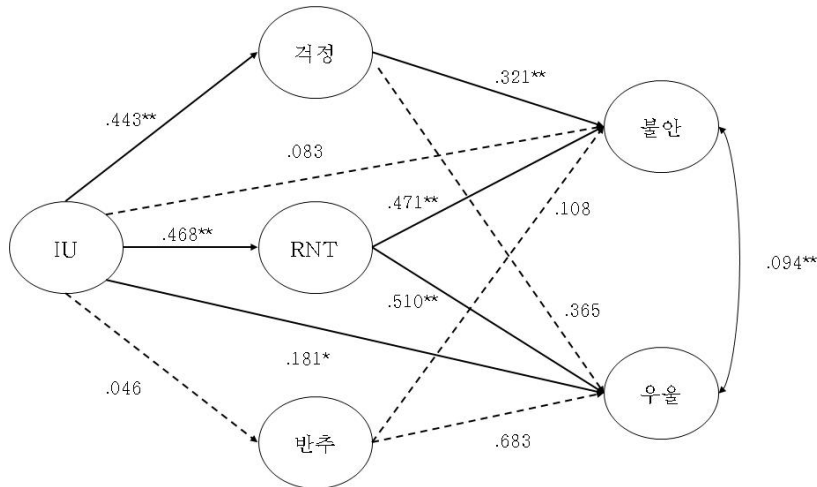 걱정
.321**
불안
.443**
.083
IU
.468**
RNT
.471**
.108
.094**
.510**
.365
.181*
.046
우울
반추
.683